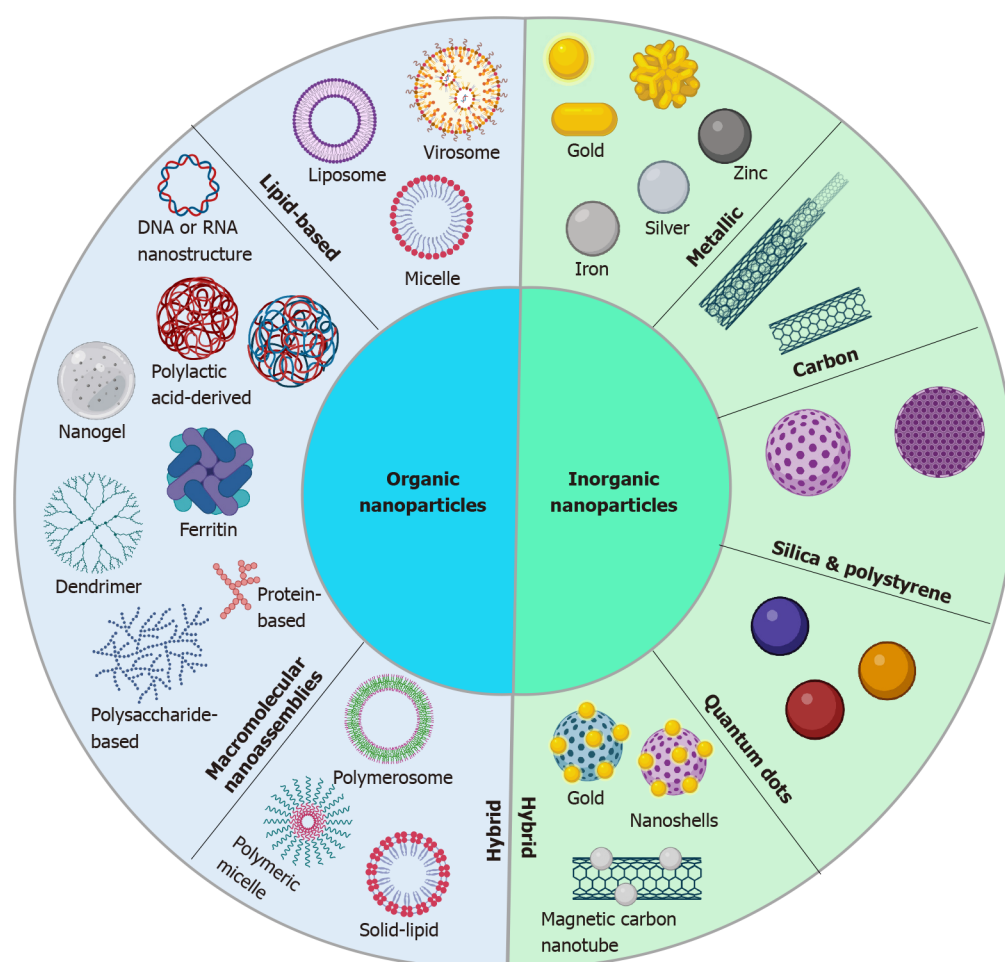 Virosome
Liposome
Micelle
Lipid-based
DNA or RNA
nanostructure
Polylactic
acid-derived
Nanogel
Ferritin
Dendrimer
Protein-
based
Polysaccharide-
based
Macromolecular
nanoassemblies
Polymerosome
Polymeric
micelle
Solid-lipid
Hybrid
Organic
nanoparticles
Inorganic
nanoparticles
Gold
Zinc
Silver
Iron
Metallic
Carbon
Silica & polystyrene
Quantum dots
Gold
Nanoshells
Hybrid
Magnetic carbon
nanotube